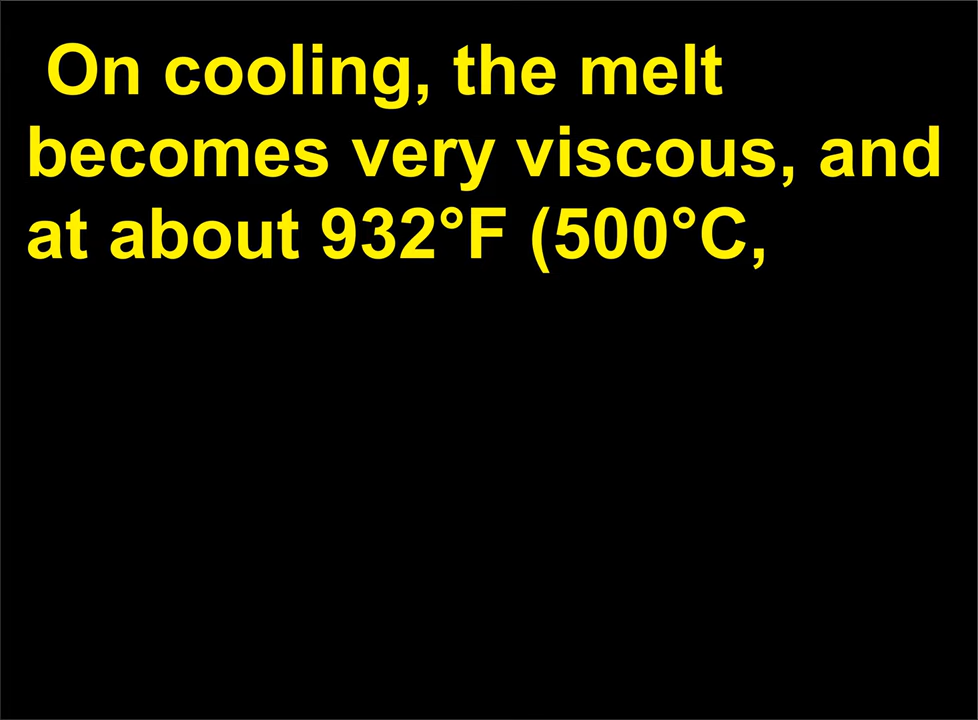 On cooling, the melt
becomes very viscous, and
at about 932°F (500°C,